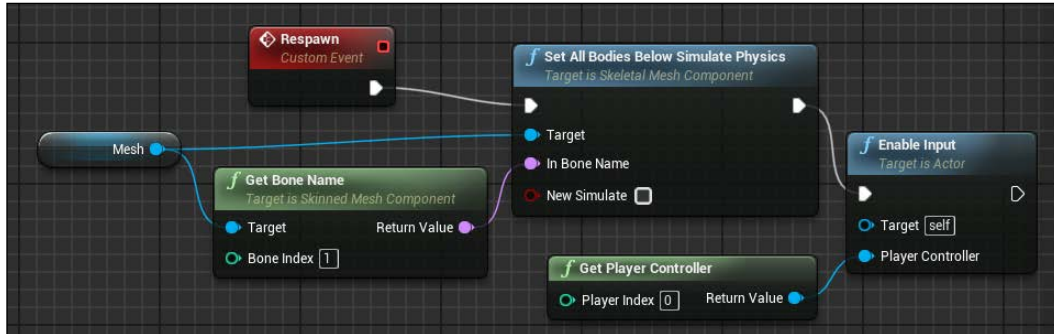 Respawn
Custom Event
Mesh
f Set All Bodies Below Simulate Physics
Target is Skeletal Mesh Component
Target
In Bone Name
New Simulate
f Get Bone Name
Target is Skinned Mesh Component
Target Return Value
Bone Index 1
f Get Player Controller
Player Index 0 Return Value
f Enable Input
Target is Actor
Target self
Player Controller